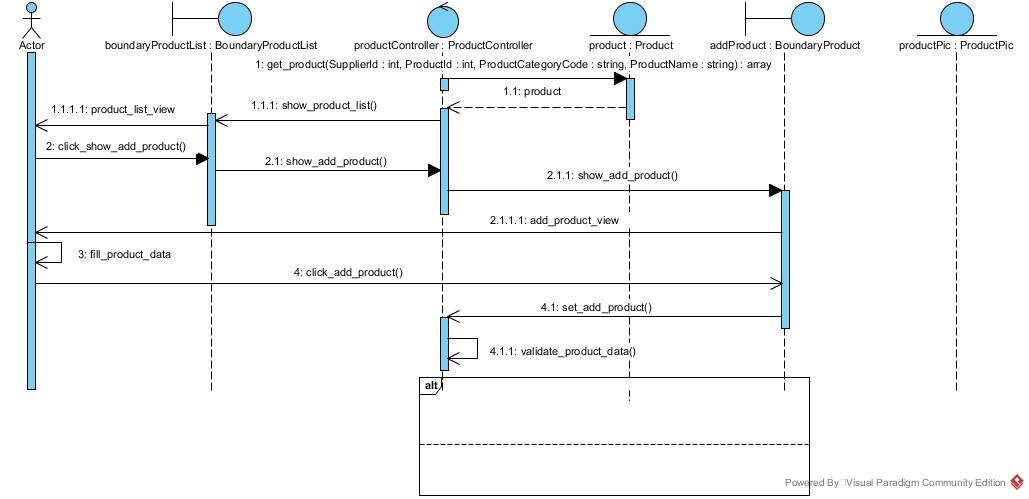 Actor
boundaryProductList : BoundaryProductList
productController : ProductController
product : Product
addProduct : BoundaryProduct
productPic : ProductPic
1: get_product(SupplierId : int, ProductId : int, ProductCategoryCode : string, ProductName : string) : array
1.1: product
1.1.1: show_product_list()
1.1.1.1: product_list_view
2: click_show_add_product()
2.1: show_add_product()
2.1.1: show_add_product()
2.1.1.1: add_product_view
3: fill_product_data
4: click_add_product()
4.1: set_add_product()
4.1.1: validate_product_data()
alt
Powered By Visual Paradigm Community Edition